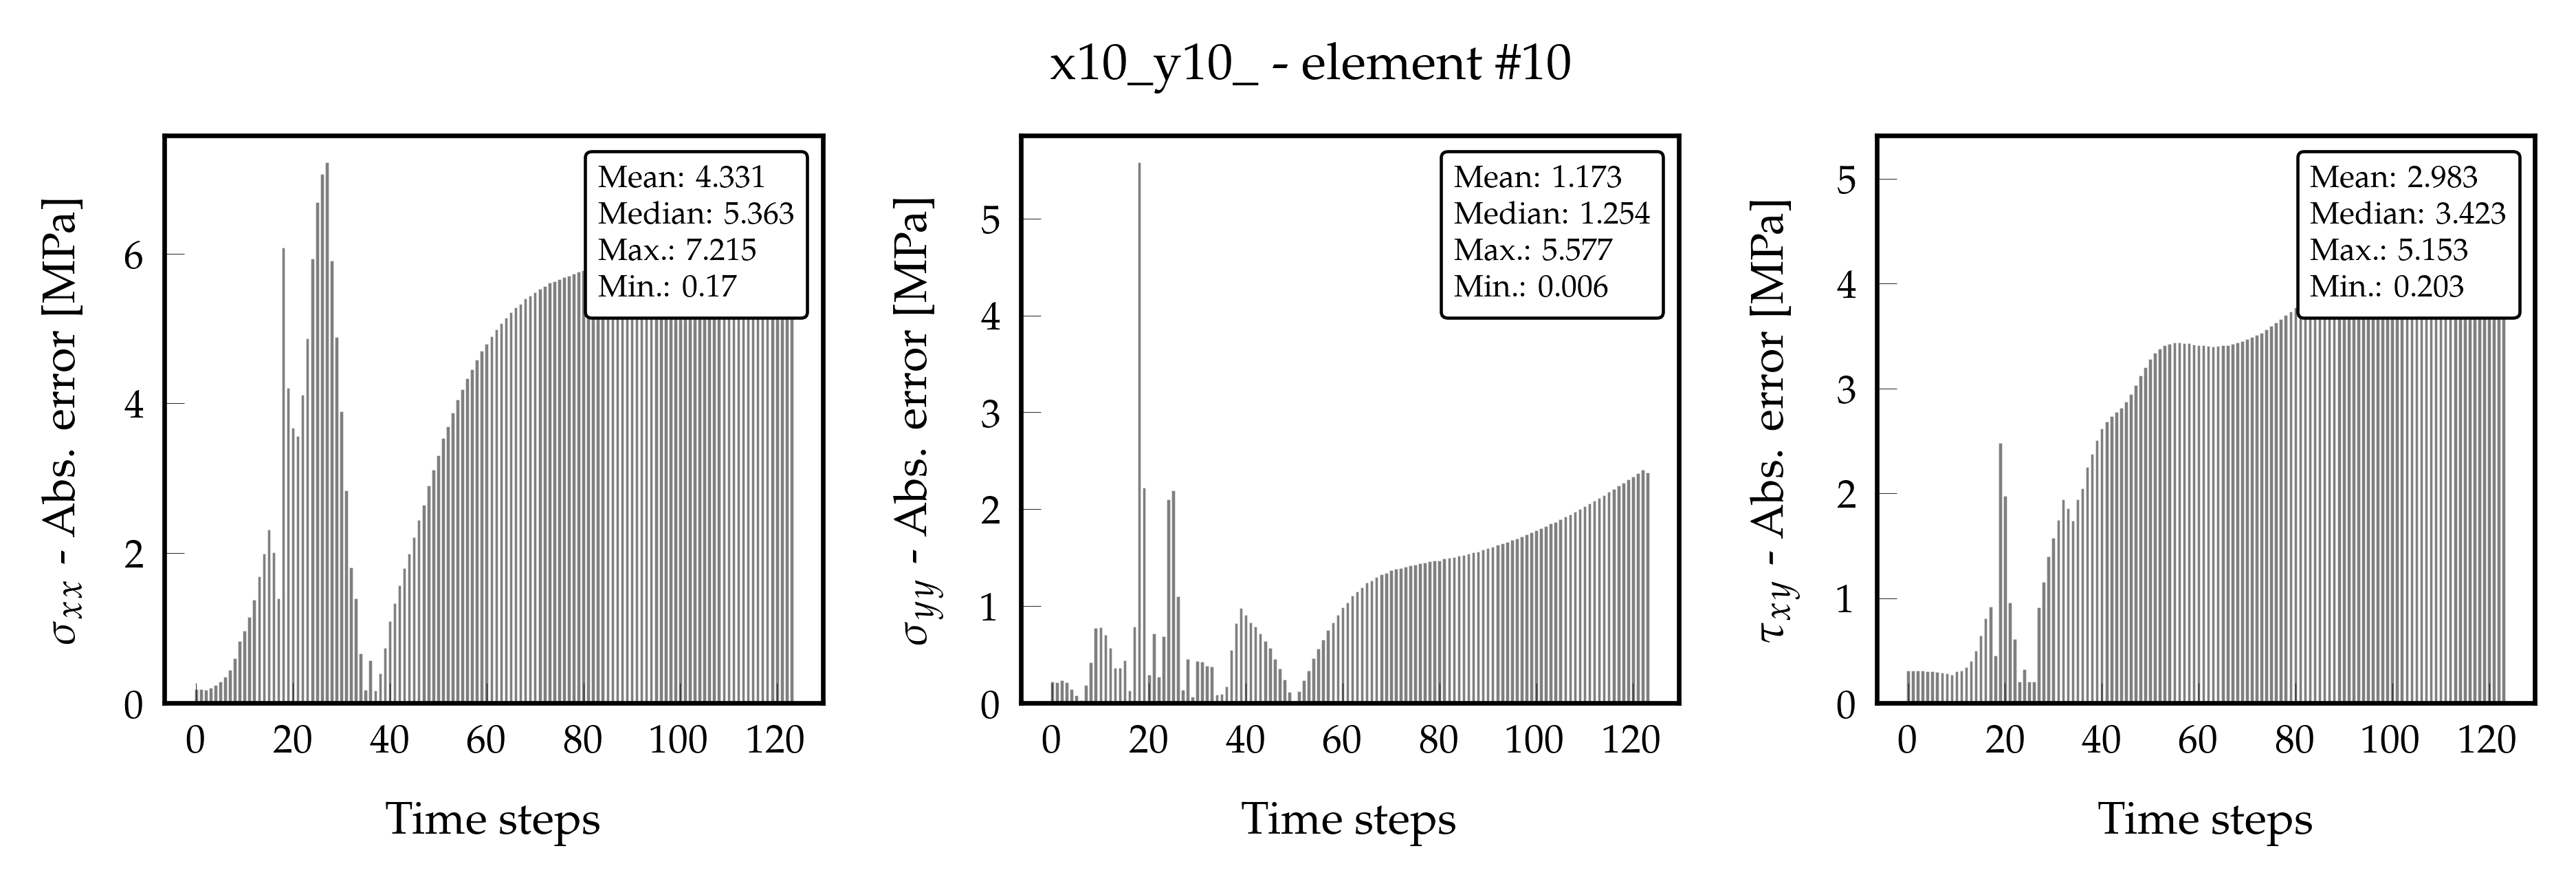 x10_y10_ - element #10
σxx - Abs. error [MPa]
6
4
2
0
Mean: 4.331
Median: 5.363
Max.: 7.215
Min.: 0.17
0 20 40 60 80 100 120
Time steps
σyy - Abs. error [MPa]
5
4
3
2
1
0
Mean: 1.173
Median: 1.254
Max.: 5.577
Min.: 0.006
0 20 40 60 80 100 120
Time steps
τxy - Abs. error [MPa]
5
4
3
2
1
0
Mean: 2.983
Median: 3.423
Max.: 5.153
Min.: 0.203
0 20 40 60 80 100 120
Time steps